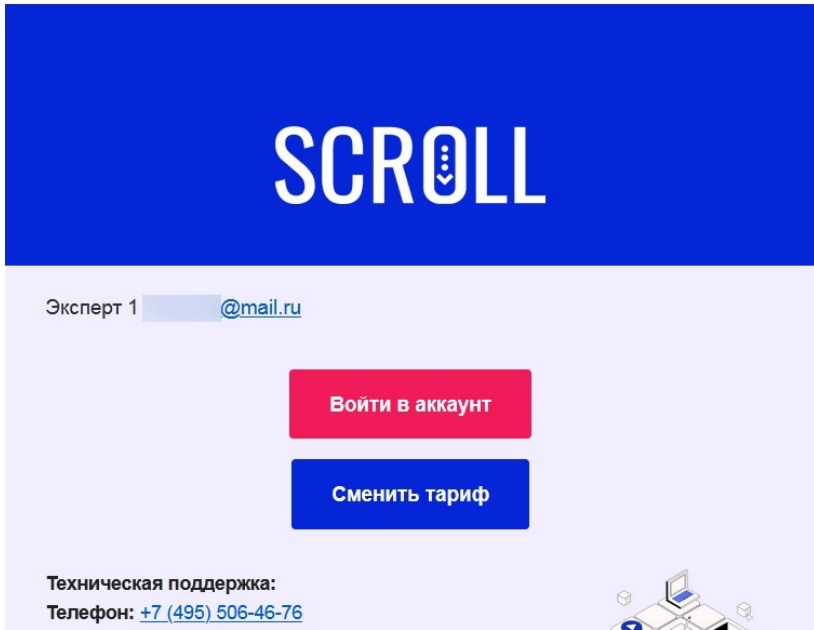 SCROLL
Эксперт 1 @mail.ru
Войти в аккаунт
Сменить тариф
Техническая поддержка:
Телефон: +7 (495) 506-46-76